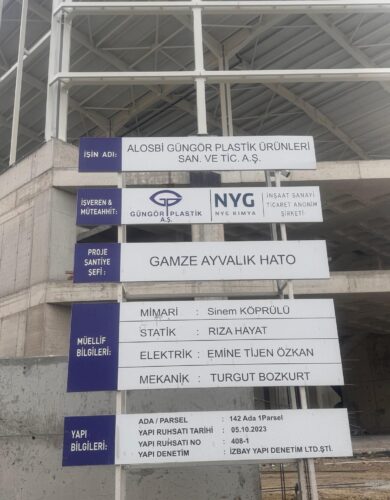 İŞİN ADI: ALOSBİ GÜNGÖR PLASTİK ÜRÜNLERİ
SAN. VE TİC. A.Ş.
İŞVEREN &
MÜTEAHHİT:
GÜNGÖR PLASTİK
A.Ş.
NYG
NYG KİMYA
İNŞAAT SANAYİ
TİCARET ANONİM
ŞİRKETİ
PROJE
ŞANTİYE
ŞEFİ:
GAMZE AYVALIK HATO
MÜELLİF
BİLGİLERİ:
MİMARİ : Sinem KÖPRÜLÜ
STATİK : RIZA HAYAT
ELEKTRİK : EMİNE TİJEN ÖZKAN
MEKANİK : TURGUT BOZKURT
YAPI
BİLGİLERİ:
ADA / PARSEL : 142 Ada 1Parsel
YAPI RUHSATI TARİHİ : 05.10.2023
YAPI RUHSATI NO : 408-1
YAPI DENETİM : İZBAY YAPI DENETİM LTD.ŞTİ.